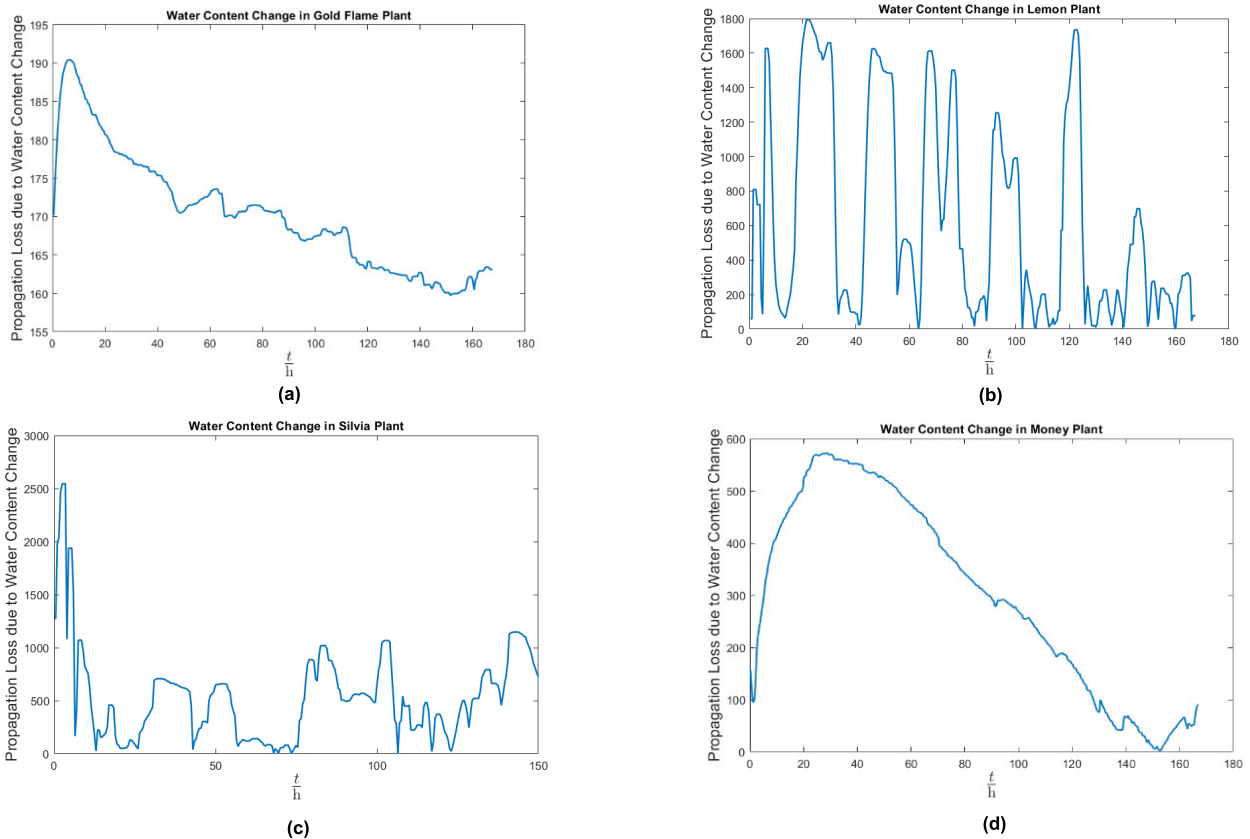 Water Content Change in Gold Flame Plant
Propagation Loss due to Water Content Change
195
190
185
180
175
170
165
160
155
0 20 40 60 80 100 120 140 160 180
t/h
(a)
Water Content Change in Lemon Plant
Propagation Loss due to Water Content Change
1800
1600
1400
1200
1000
800
600
400
200
0
0 20 40 60 80 100 120 140 160 180
t/h
(b)
Water Content Change in Silvia Plant
Propagation Loss due to Water Content Change
3000
2500
2000
1500
1000
500
0
0 50 100 150
t/h
(c)
Water Content Change in Money Plant
Propagation Loss due to Water Content Change
600
500
400
300
200
100
0
0 20 40 60 80 100 120 140 160 180
t/h
(d)